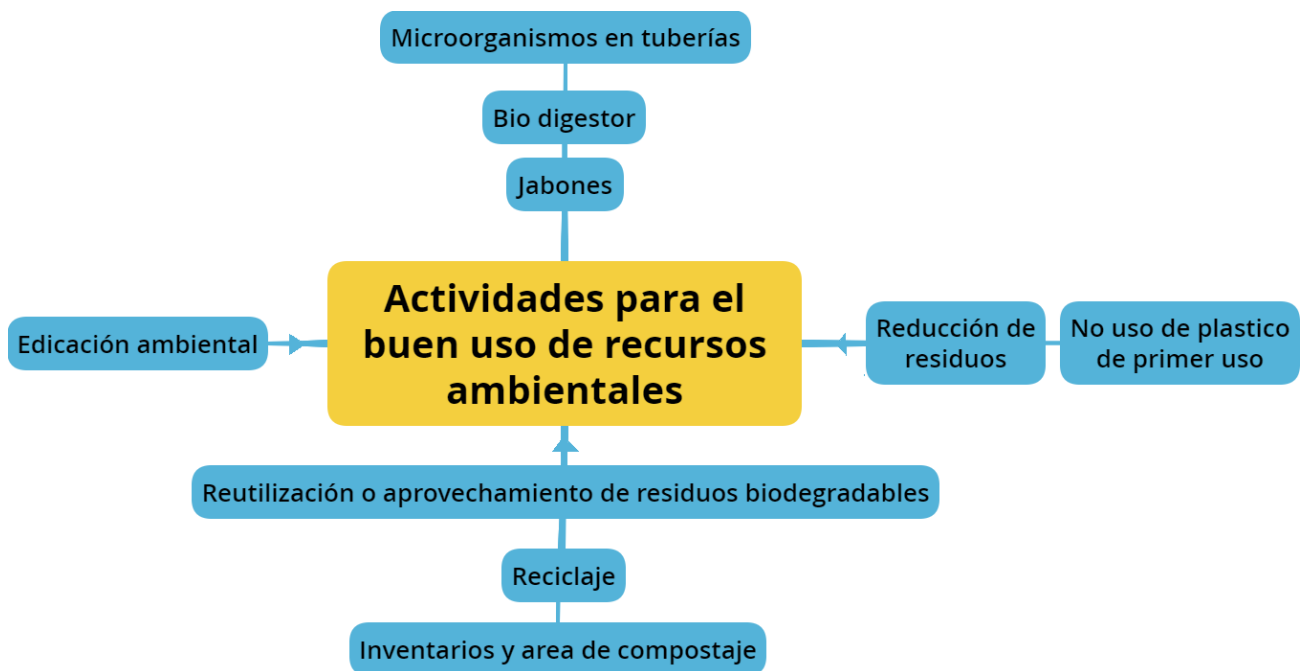 Microorganismos en tuberías
Bio digestor
Jabones
Actividades para el
buen uso de recursos
ambientales
Edicación ambiental
Reducción de
residuos
No uso de plastico
de primer uso
Reutilización o aprovechamiento de residuos biodegradables
Reciclaje
Inventarios y area de compostaje